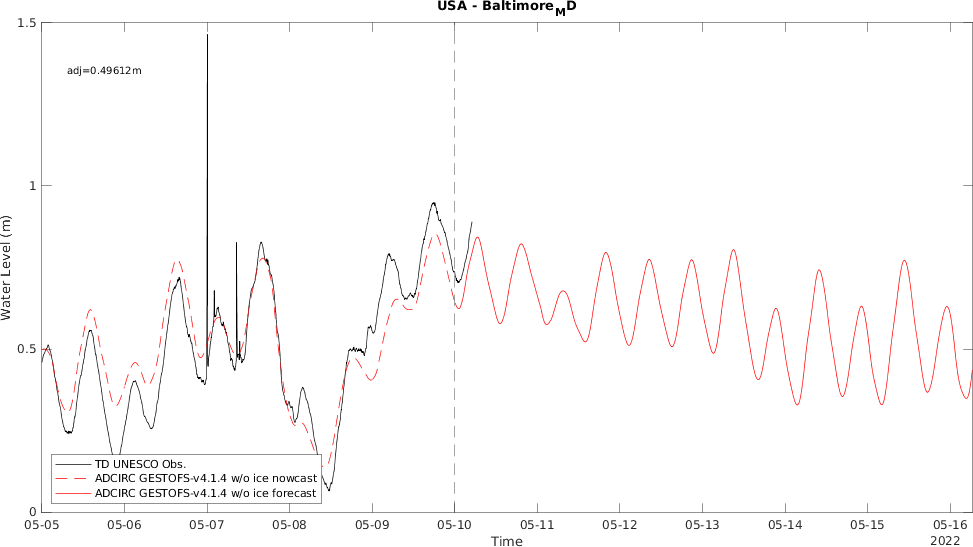 USA - Baltimore_MD
1.5
adj=0.49612m
1
Water Level (m)
0.5
TD UNESCO Obs.
ADCIRC GESTOFS-v4.1.4 w/o ice nowcast
ADCIRC GESTOFS-v4.1.4 w/o ice forecast
0
05-05 05-06 05-07 05-08 05-09 05-10 05-11 05-12 05-13 05-14 05-15 05-16
Time
2022